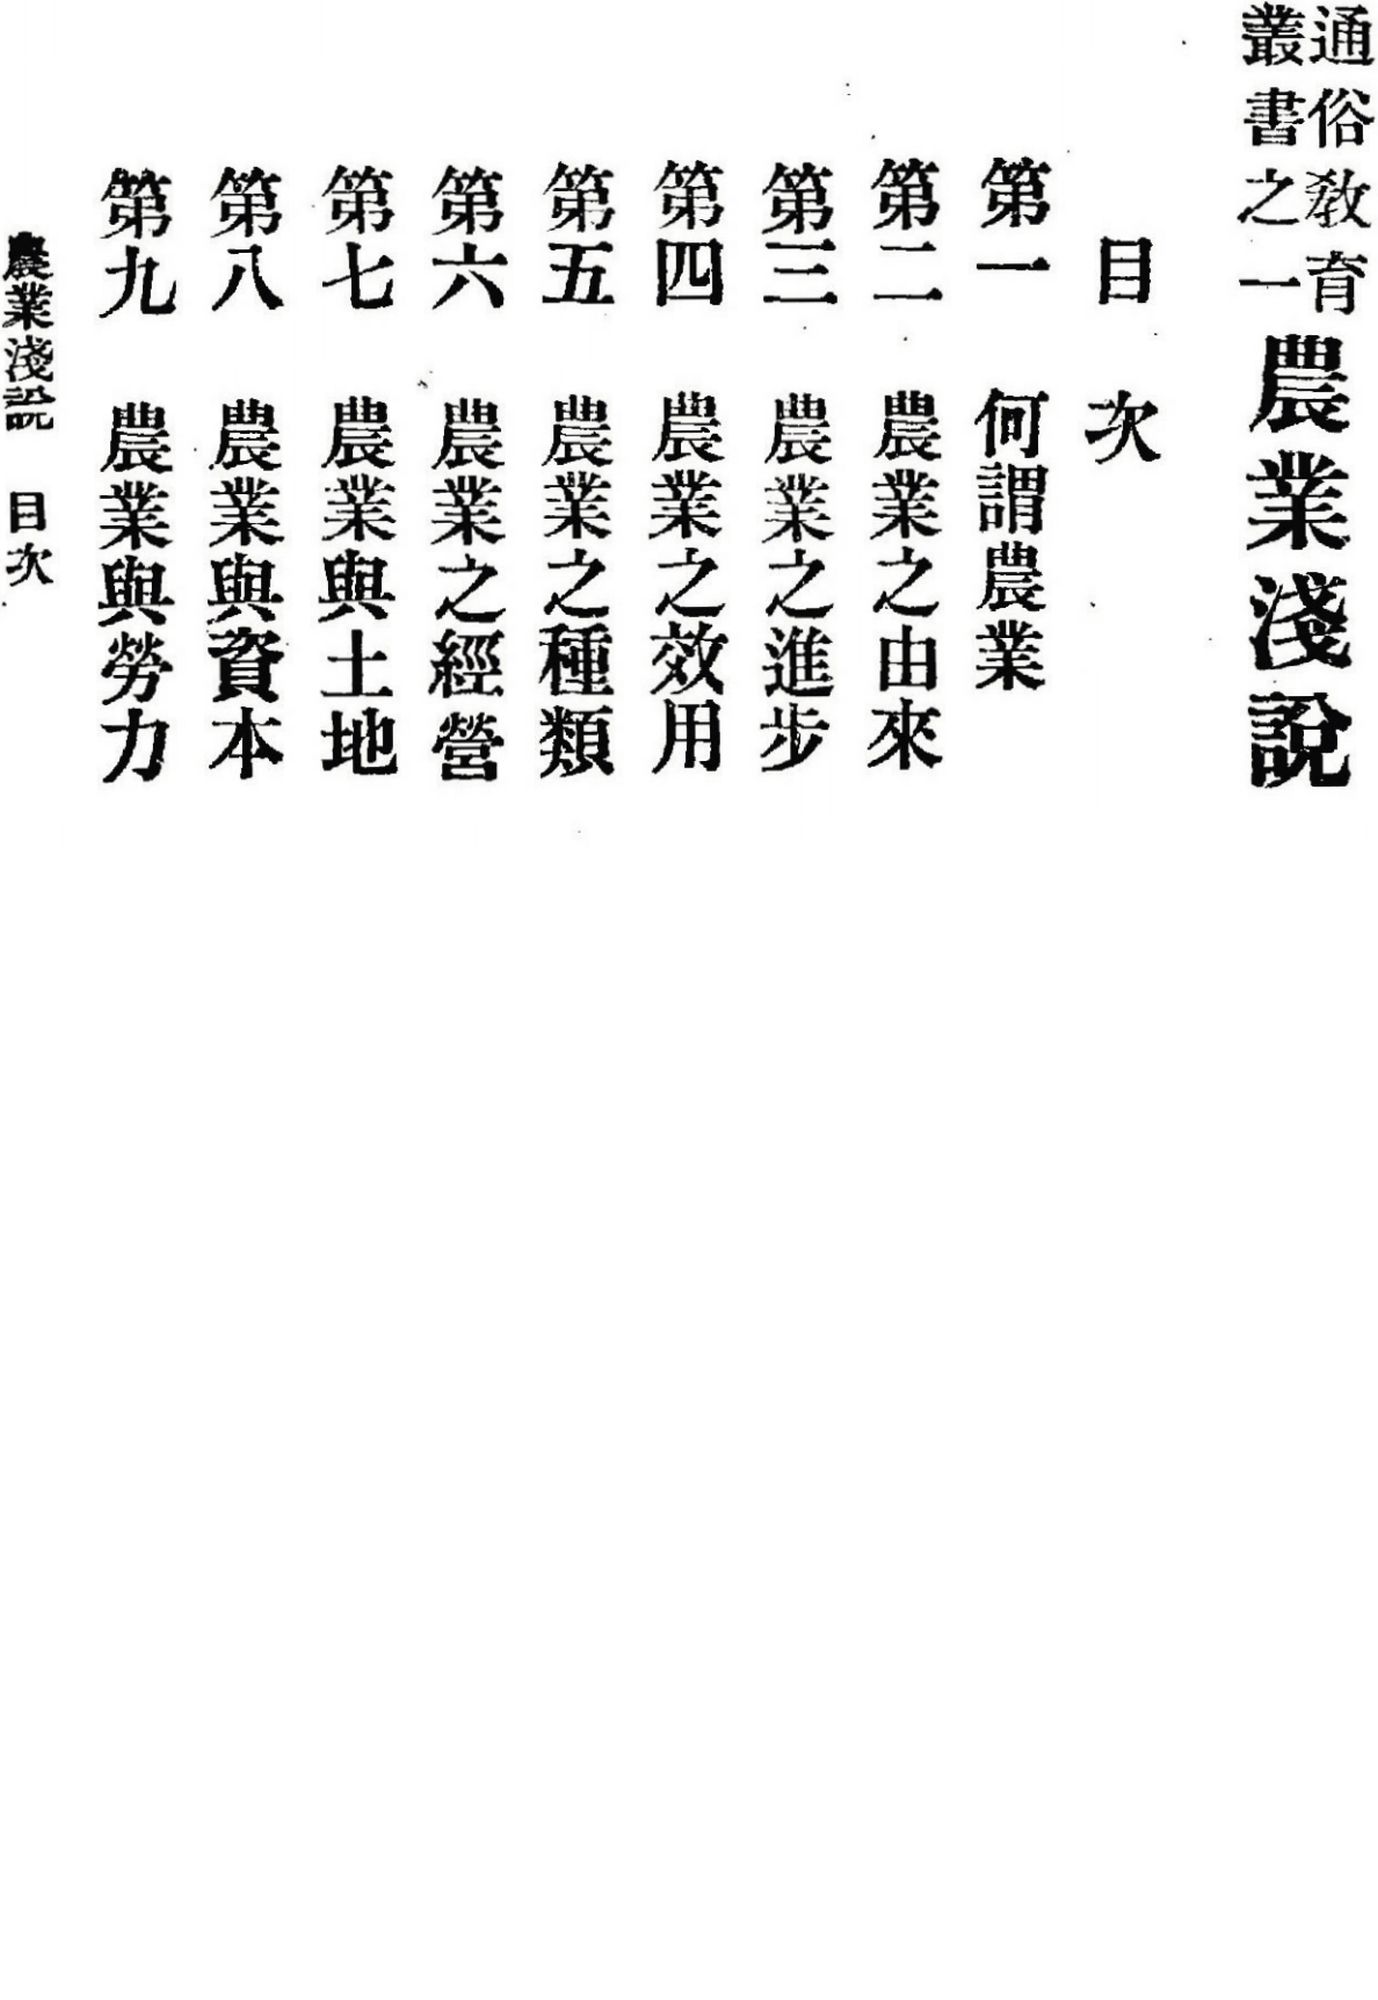 通俗教育
叢書之一
農業淺說
目次
第一 何謂農業
第二 農業之由來
第三 農業之進步
第四 農業之效用
第五 農業之種類
第六 農業之經營
第七 農業與土地
第八 農業與資本
第九 農業與勞力
農業淺說 目次